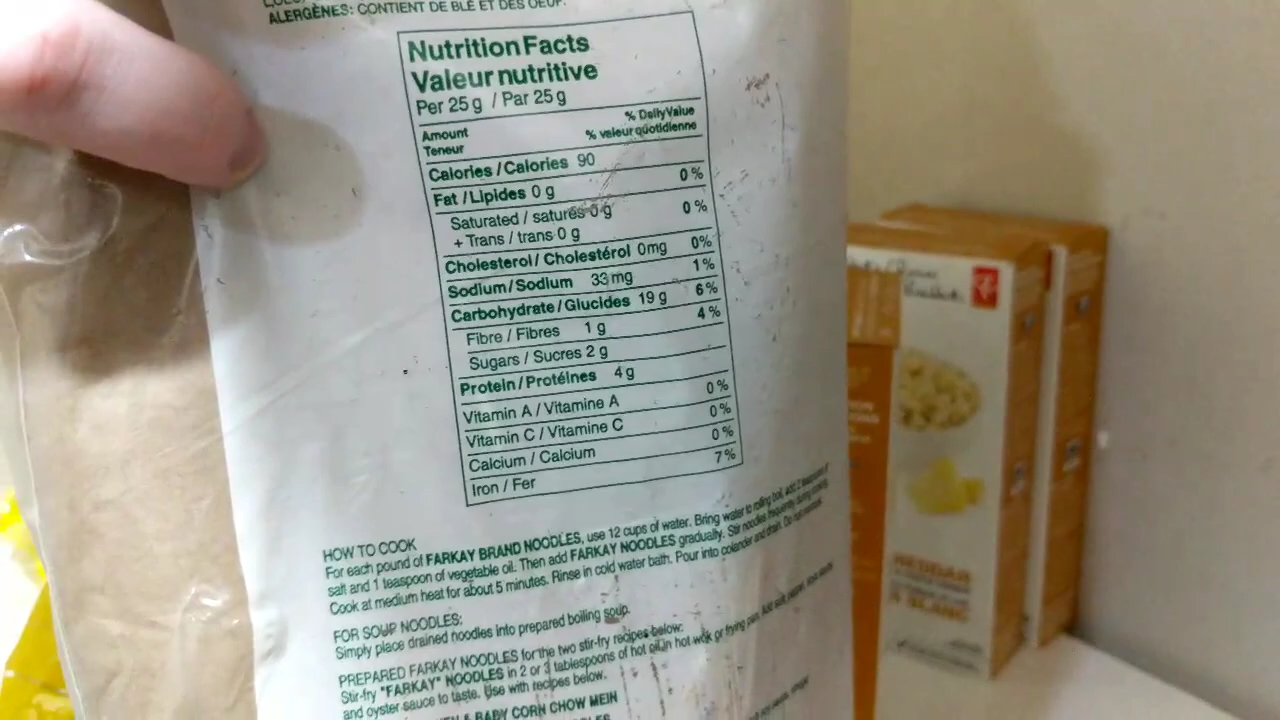 ALERGÈNES: CONTIENT DE BLÉ ET DES OEUF.
Nutrition Facts
Valeur nutritive
Per 25 g / Par 25 g
Amount
Teneur
% Daily Value
% valeur quotidienne
Calories / Calories 90
Fat / Lipides 0 g 0 %
Saturated / saturés 0 g 0 %
+ Trans / trans 0 g
Cholesterol / Cholestérol 0mg 0%
Sodium / Sodium 33 mg 1 %
Carbohydrate / Glucides 19 g 6 %
Fibre / Fibres 1 g 4 %
Sugars / Sucres 2 g
Protein / Protéines 4 g
Vitamin A / Vitamine A 0 %
Vitamin C / Vitamine C 0 %
Calcium / Calcium 0 %
Iron / Fer 7 %
HOW TO COOK
For each pound of FARKAY BRAND NOODLES, use 12 cups of water. Bring water to rolling boil, add 2 teaspoons of
salt and 1 teaspoon of vegetable oil. Then add FARKAY NOODLES gradually. Stir noodles frequently during cooking.
Cook at medium heat for about 5 minutes. Rinse in cold water bath. Pour into colander and drain. Do not
FOR SOUP NOODLES:
Simply place drained noodles into prepared boiling soup.
PREPARED FARKAY NOODLES for the two stir-fry recipes below:
Stir-fry "FARKAY" NOODLES in 2 or 3 tablespoons of hot oil in hot wok or frying pan. Add salt, pepper,
and oyster sauce to taste. Use with recipes below.
& BABY CORN CHOW MEIN
PC
& BLANC